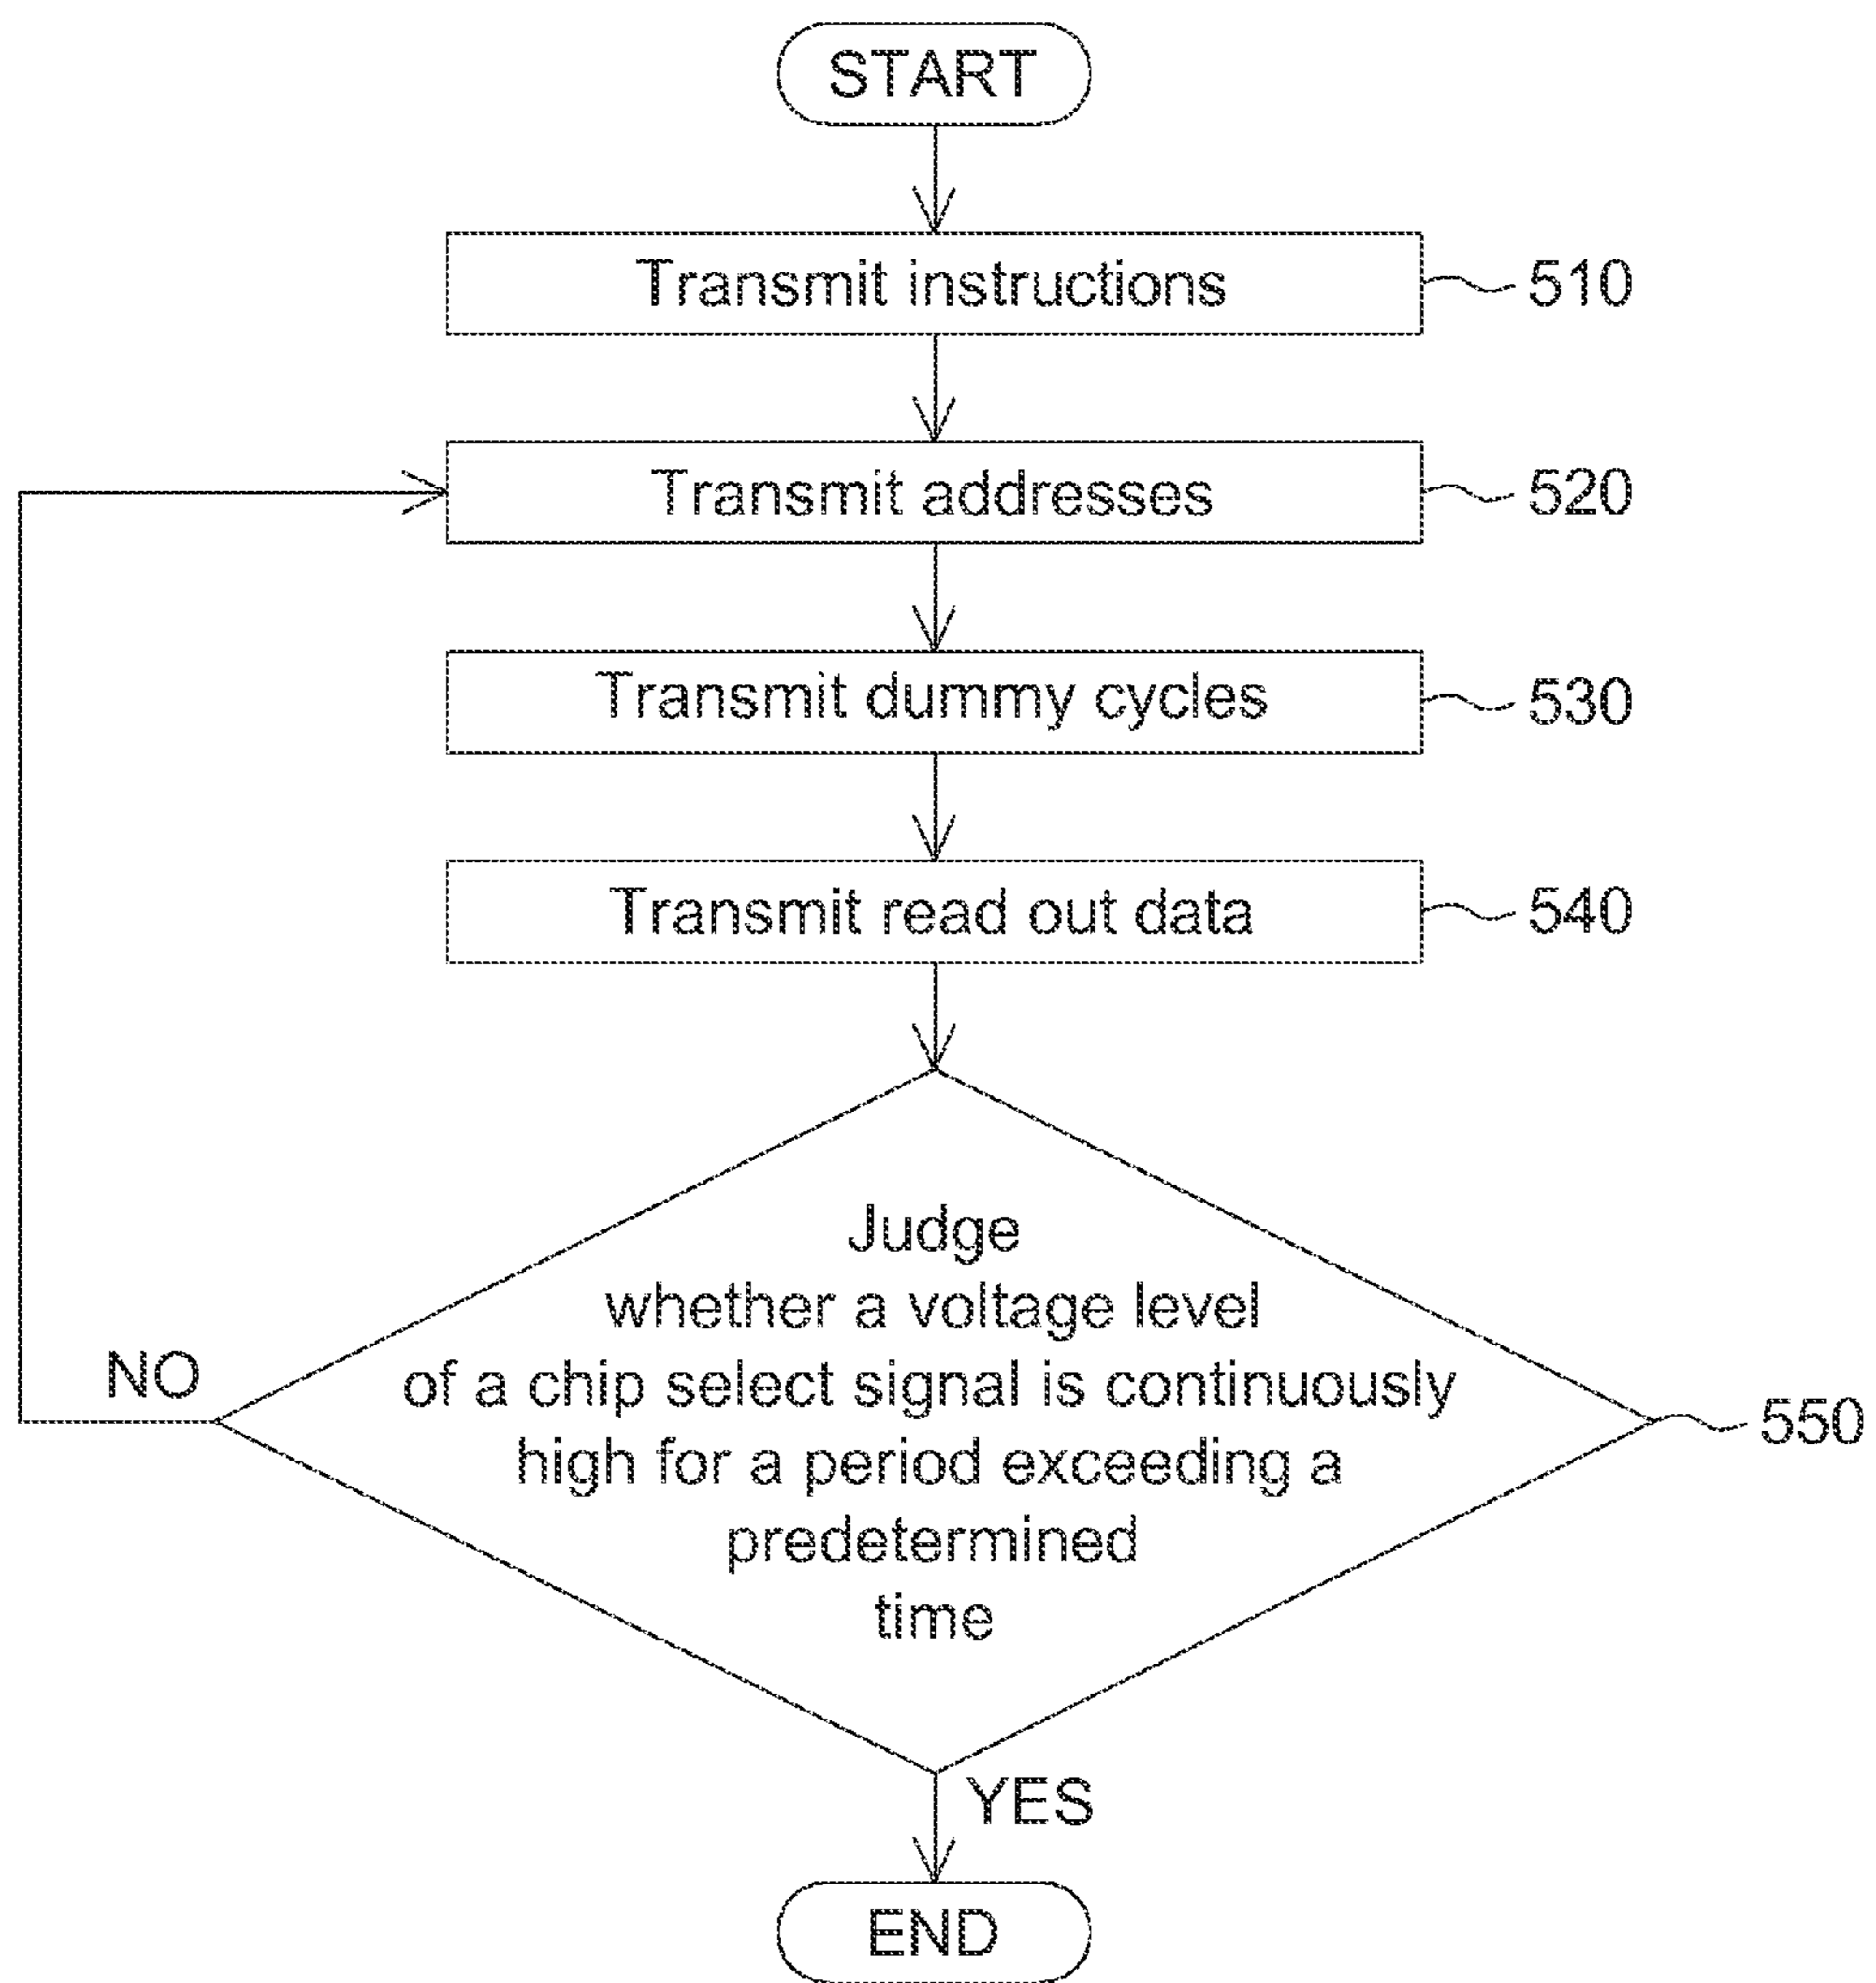 START
Transmit instructions
510
Transmit addresses
520
Transmit dummy cycles
530
Transmit read out data
540
Judge
whether a voltage level
of a chip select signal is continuously
high for a period exceeding a
predetermined
time
NO
550
YES
END